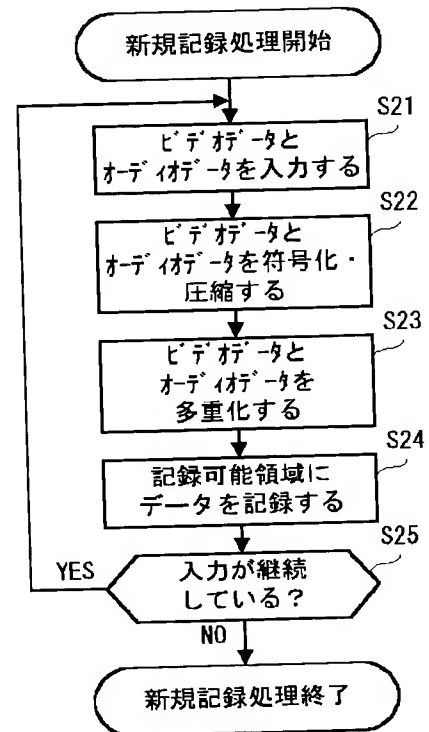 新規記録処理開始
S21
ﾋﾞﾃﾞｵﾃﾞｰﾀと
ｵｰﾃﾞｨｵﾃﾞｰﾀを入力する
S22
ﾋﾞﾃﾞｵﾃﾞｰﾀと
ｵｰﾃﾞｨｵﾃﾞｰﾀを符号化・
圧縮する
S23
ﾋﾞﾃﾞｵﾃﾞｰﾀと
ｵｰﾃﾞｨｵﾃﾞｰﾀを
多重化する
S24
記録可能領域に
データを記録する
S25
入力が継続
している？
YES
NO
新規記録処理終了